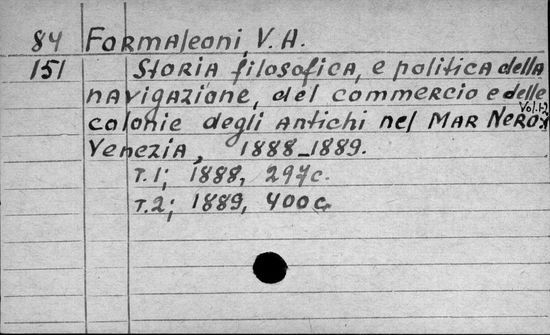 84 Formaleoni, V. A.
151 Storia filosofica, e politica della
navigazione, del commercio e delle
colonie degli antichi nel Mar Nero. Vol.1-2
Venezia, 1888-1889.
T.1; 1888, 297c.
T.2; 1889, 400c.